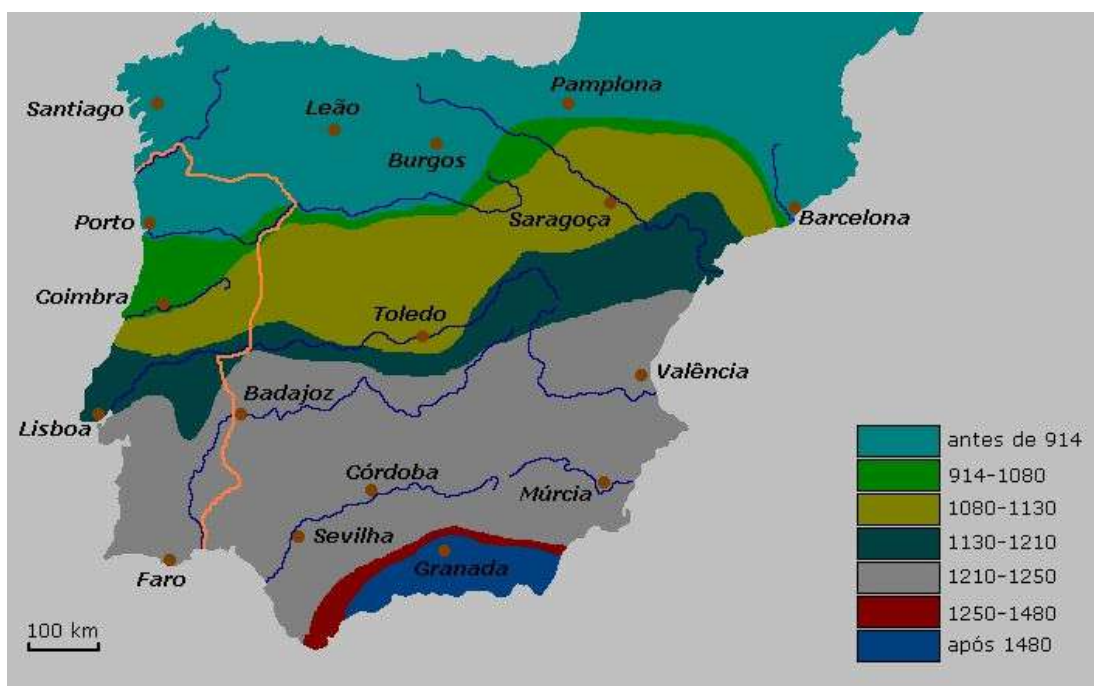 Pamplona
Santiago
Leão
Burgos
Saragoça
Porto
Barcelona
Coimbra
Toledo
Valência
Badajoz
Lisboa
Córdoba
Múrcia
Sevilha
Granada
Faro
100 km
antes de 914
914-1080
1080-1130
1130-1210
1210-1250
1250-1480
após 1480